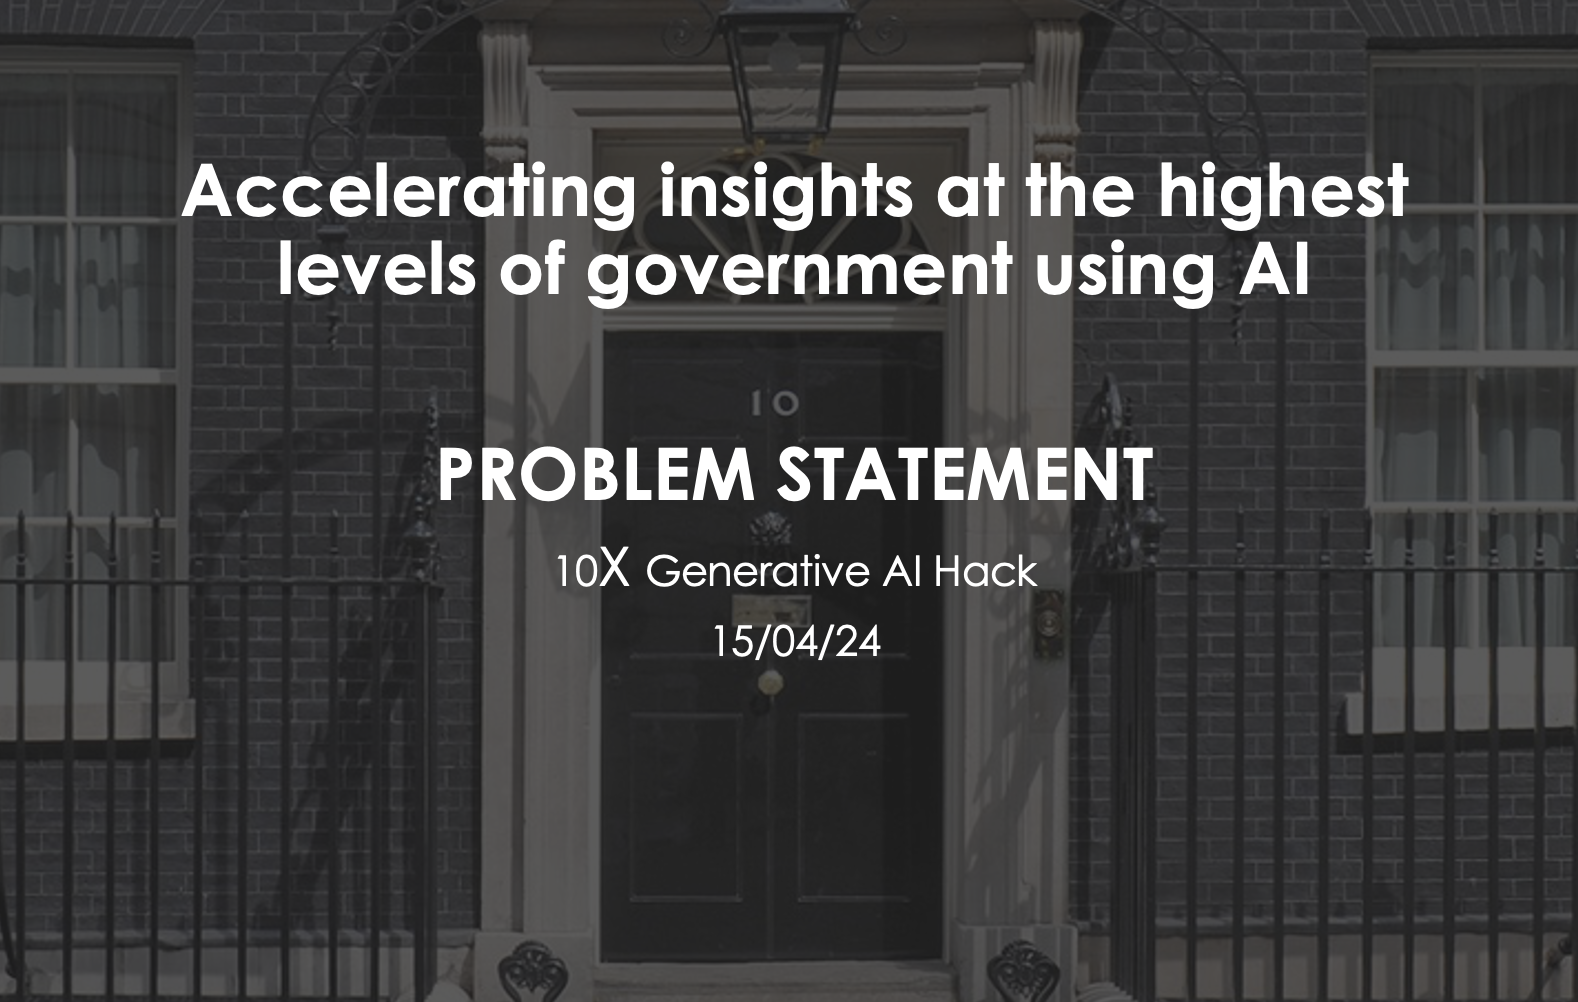 Accelerating insights at the highest
levels of government using AI
10
PROBLEM STATEMENT
10X Generative AI Hack
15/04/24